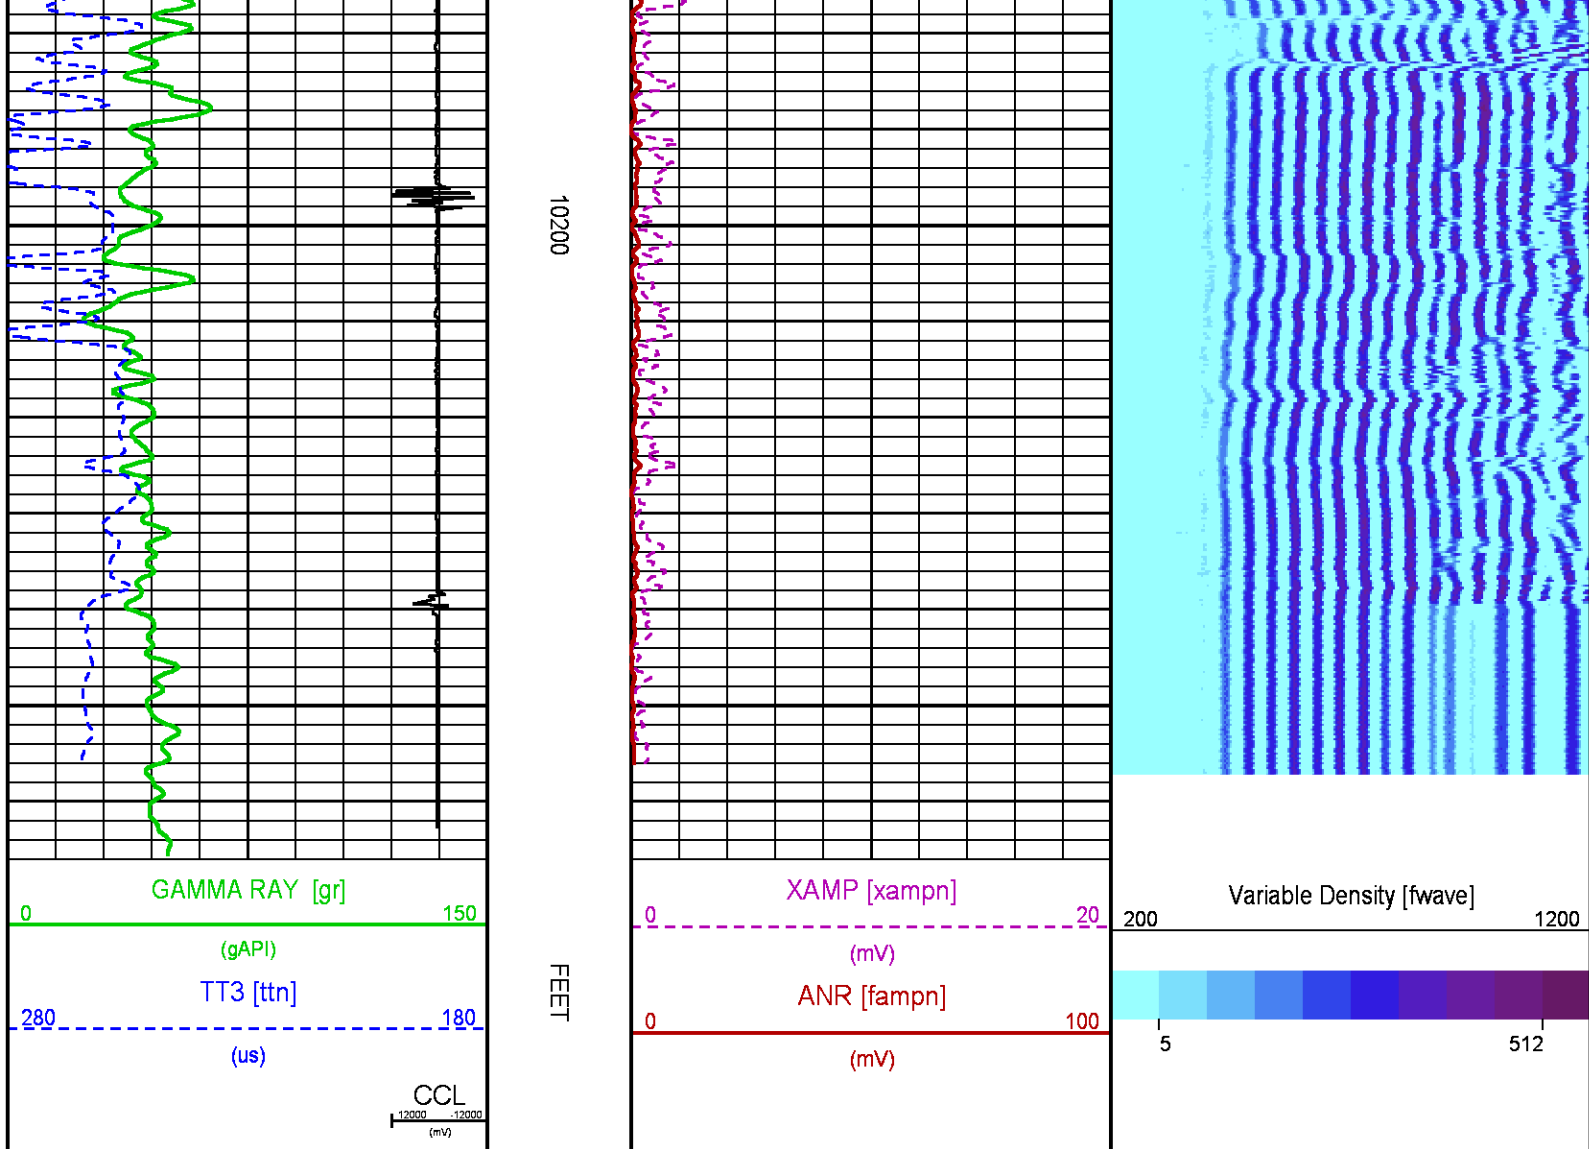 10200
GAMMA RAY [gr]
0 150
(gAPI)
TT3 [ttn]
280 180
(us)
CCL
12000 -12000
(mV)
FEET
XAMP [xampn]
0 20
(mV)
ANR [fampn]
0 100
(mV)
Variable Density [fwave]
200 1200
5 512